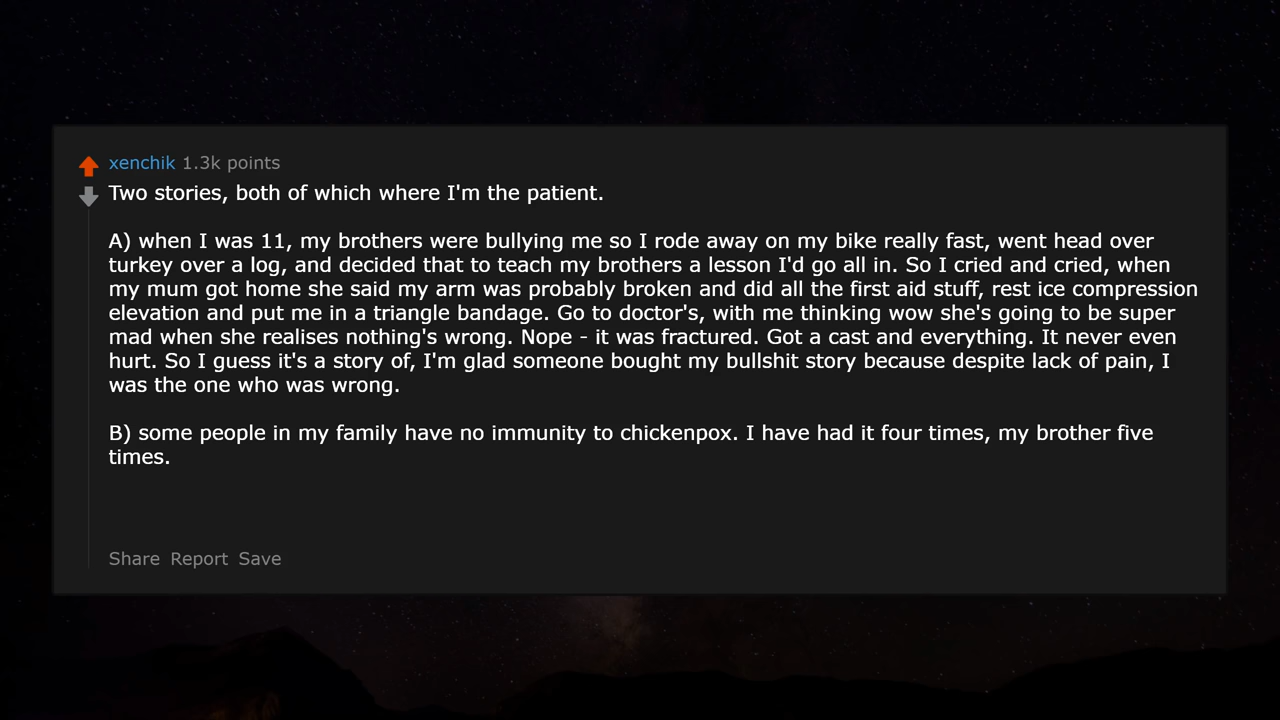 xenchik 1.3k points
Two stories, both of which where I'm the patient.
A) when I was 11, my brothers were bullying me so I rode away on my bike really fast, went head over
turkey over a log, and decided that to teach my brothers a lesson I'd go all in. So I cried and cried, when
my mum got home she said my arm was probably broken and did all the first aid stuff, rest ice compression
elevation and put me in a triangle bandage. Go to doctor's, with me thinking wow she's going to be super
mad when she realises nothing's wrong. Nope - it was fractured. Got a cast and everything. It never even
hurt. So I guess it's a story of, I'm glad someone bought my bullshit story because despite lack of pain, I
was the one who was wrong.
B) some people in my family have no immunity to chickenpox. I have had it four times, my brother five
times.
Share Report Save